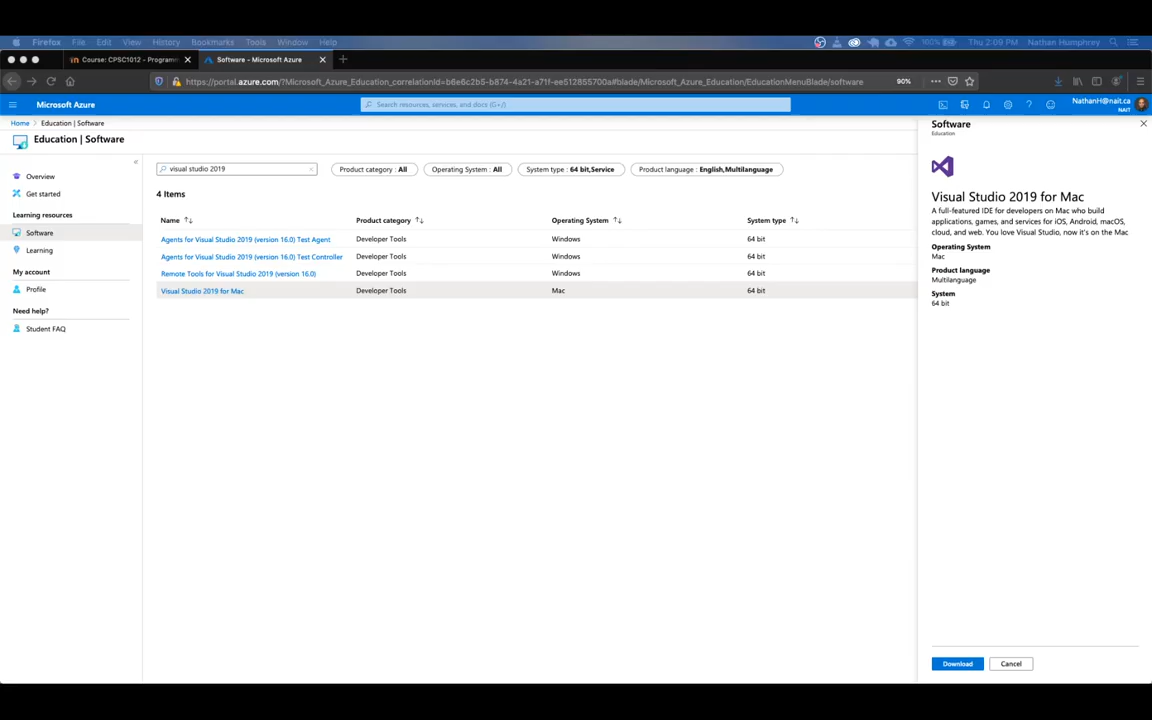 Firefox File Edit View History Bookmarks Tools Window Help 100% Thu 2:09 PM Nathan Humphrey
Course: CPSC1012 - Programm Software - Microsoft Azure
https://portal.azure.com/?Microsoft_Azure_Education_correlationId=b6e6c2b5-b874-4a21-a71f-ee512855700a#blade/Microsoft_Azure_Education/EducationMenuBlade/software 90%
Microsoft Azure Search resources, services, and docs (G+/) NathanH@nait.ca
NAIT
Home > Education | Software
Education | Software
Overview
Get started
Learning resources
Software
Learning
My account
Profile
Need help?
Student FAQ
visual studio 2019 Product category : All Operating System : All System type : 64 bit,Service Product language : English,Multilanguage
4 Items
Name Product category Operating System System type
Agents for Visual Studio 2019 (version 16.0) Test Agent Developer Tools Windows 64 bit
Agents for Visual Studio 2019 (version 16.0) Test Controller Developer Tools Windows 64 bit
Remote Tools for Visual Studio 2019 (version 16.0) Developer Tools Windows 64 bit
Visual Studio 2019 for Mac Developer Tools Mac 64 bit
Software
Education
Visual Studio 2019 for Mac
A full-featured IDE for developers on Mac who build
applications, games, and services for iOS, Android, macOS,
cloud, and web. You love Visual Studio, now it's on the Mac
Operating System
Mac
Product language
Multilanguage
System
64 bit
Download Cancel